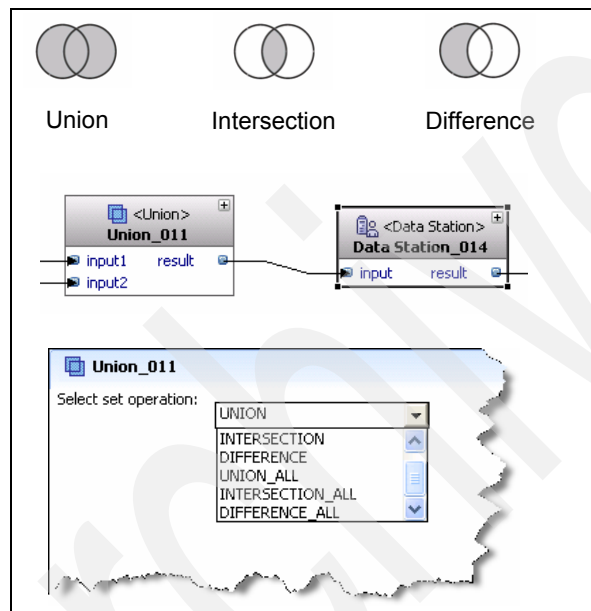 Union Intersection Difference
<Union>
Union_011
input1 result
input2
<Data Station>
Data Station_014
input result
Union_011
Select set operation:
UNION
INTERSECTION
DIFFERENCE
UNION_ALL
INTERSECTION_ALL
DIFFERENCE_ALL